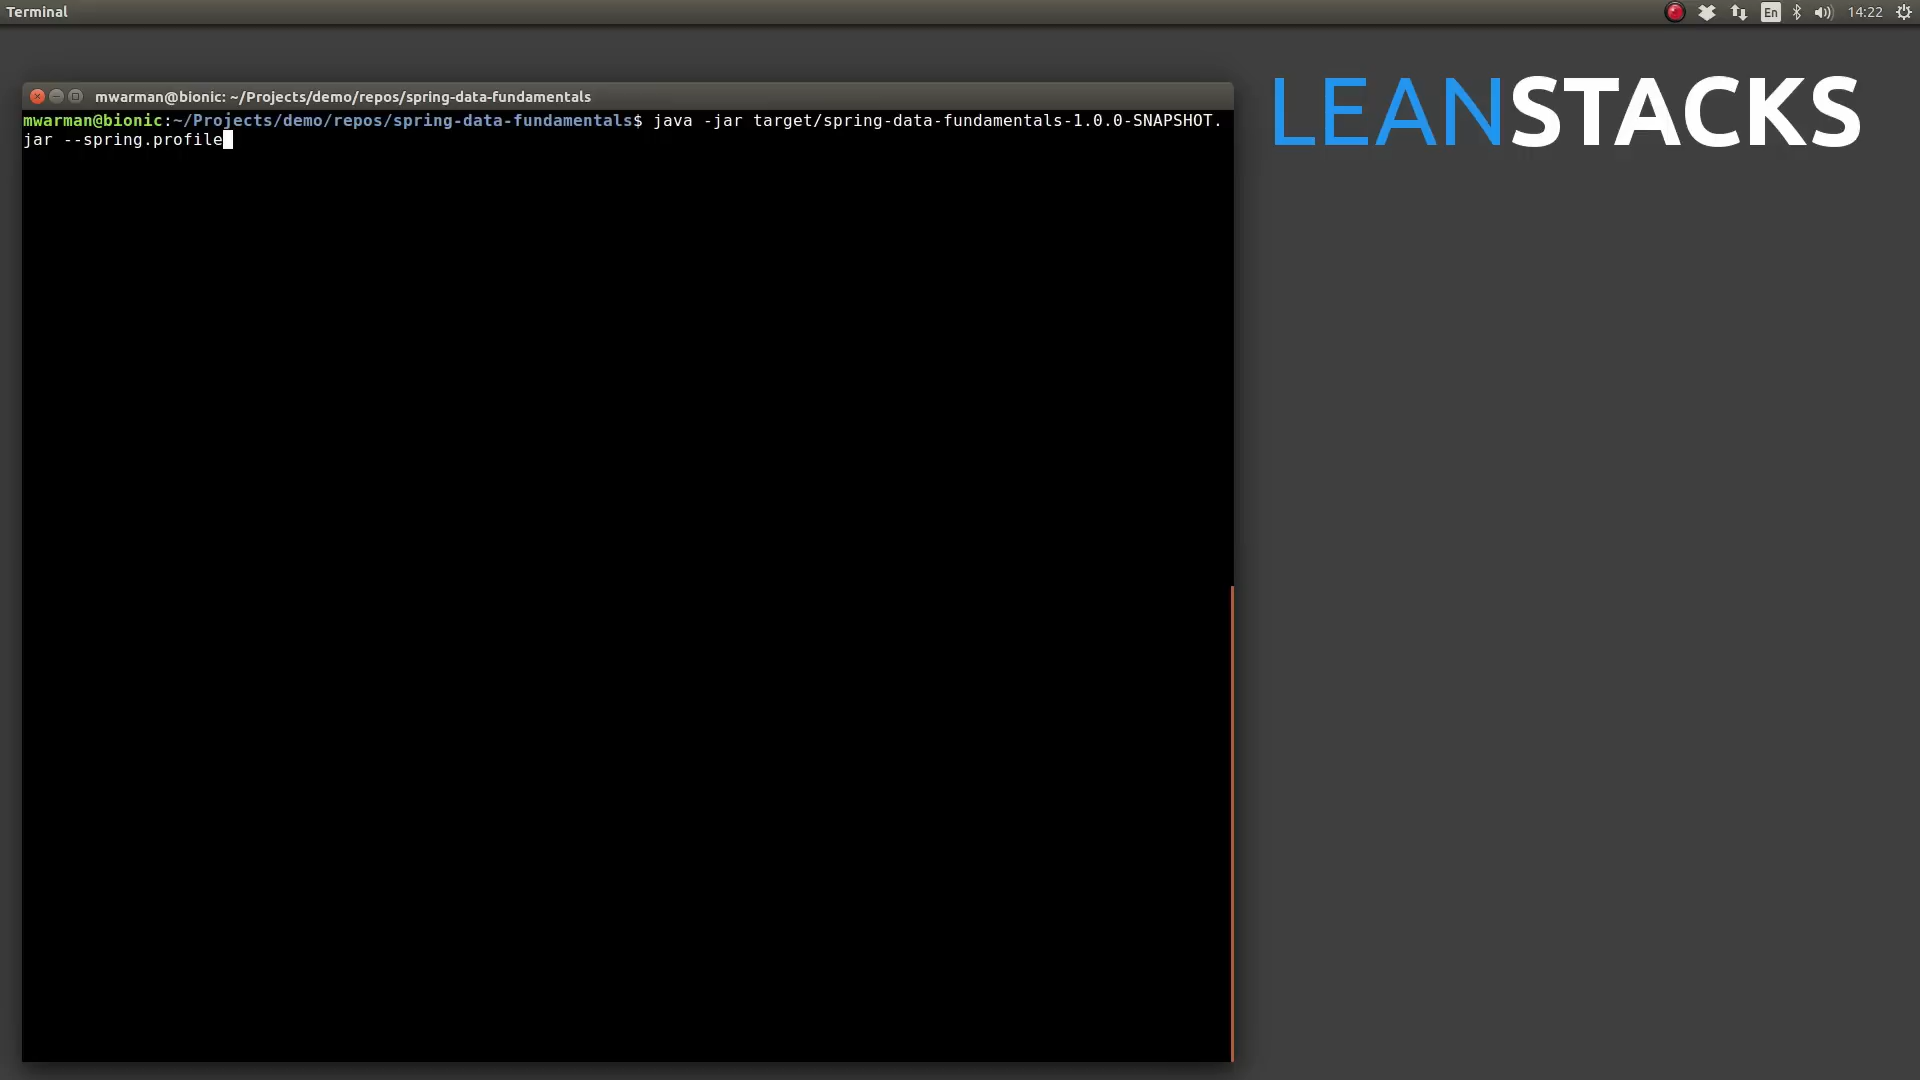 Terminal
En
14:22
LEANSTACKS
mwarman@bionic: ~/Projects/demo/repos/spring-data-fundamentals
mwarman@bionic:~/Projects/demo/repos/spring-data-fundamentals$ java -jar target/spring-data-fundamentals-1.0.0-SNAPSHOT.
jar --spring.profile